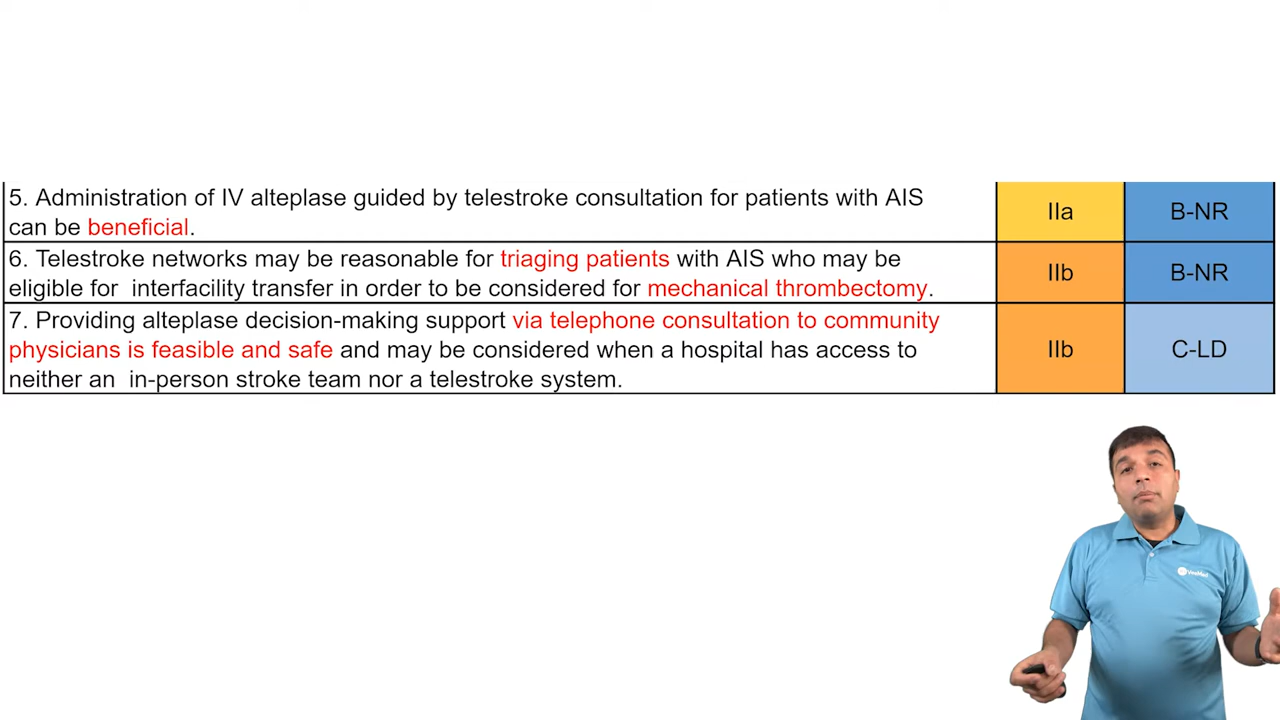 5. Administration of IV alteplase guided by telestroke consultation for patients with AIS
can be beneficial.
IIa
B-NR
6. Telestroke networks may be reasonable for triaging patients with AIS who may be
eligible for interfacility transfer in order to be considered for mechanical thrombectomy.
IIb
B-NR
7. Providing alteplase decision-making support via telephone consultation to community
physicians is feasible and safe and may be considered when a hospital has access to
neither an in-person stroke team nor a telestroke system.
IIb
C-LD